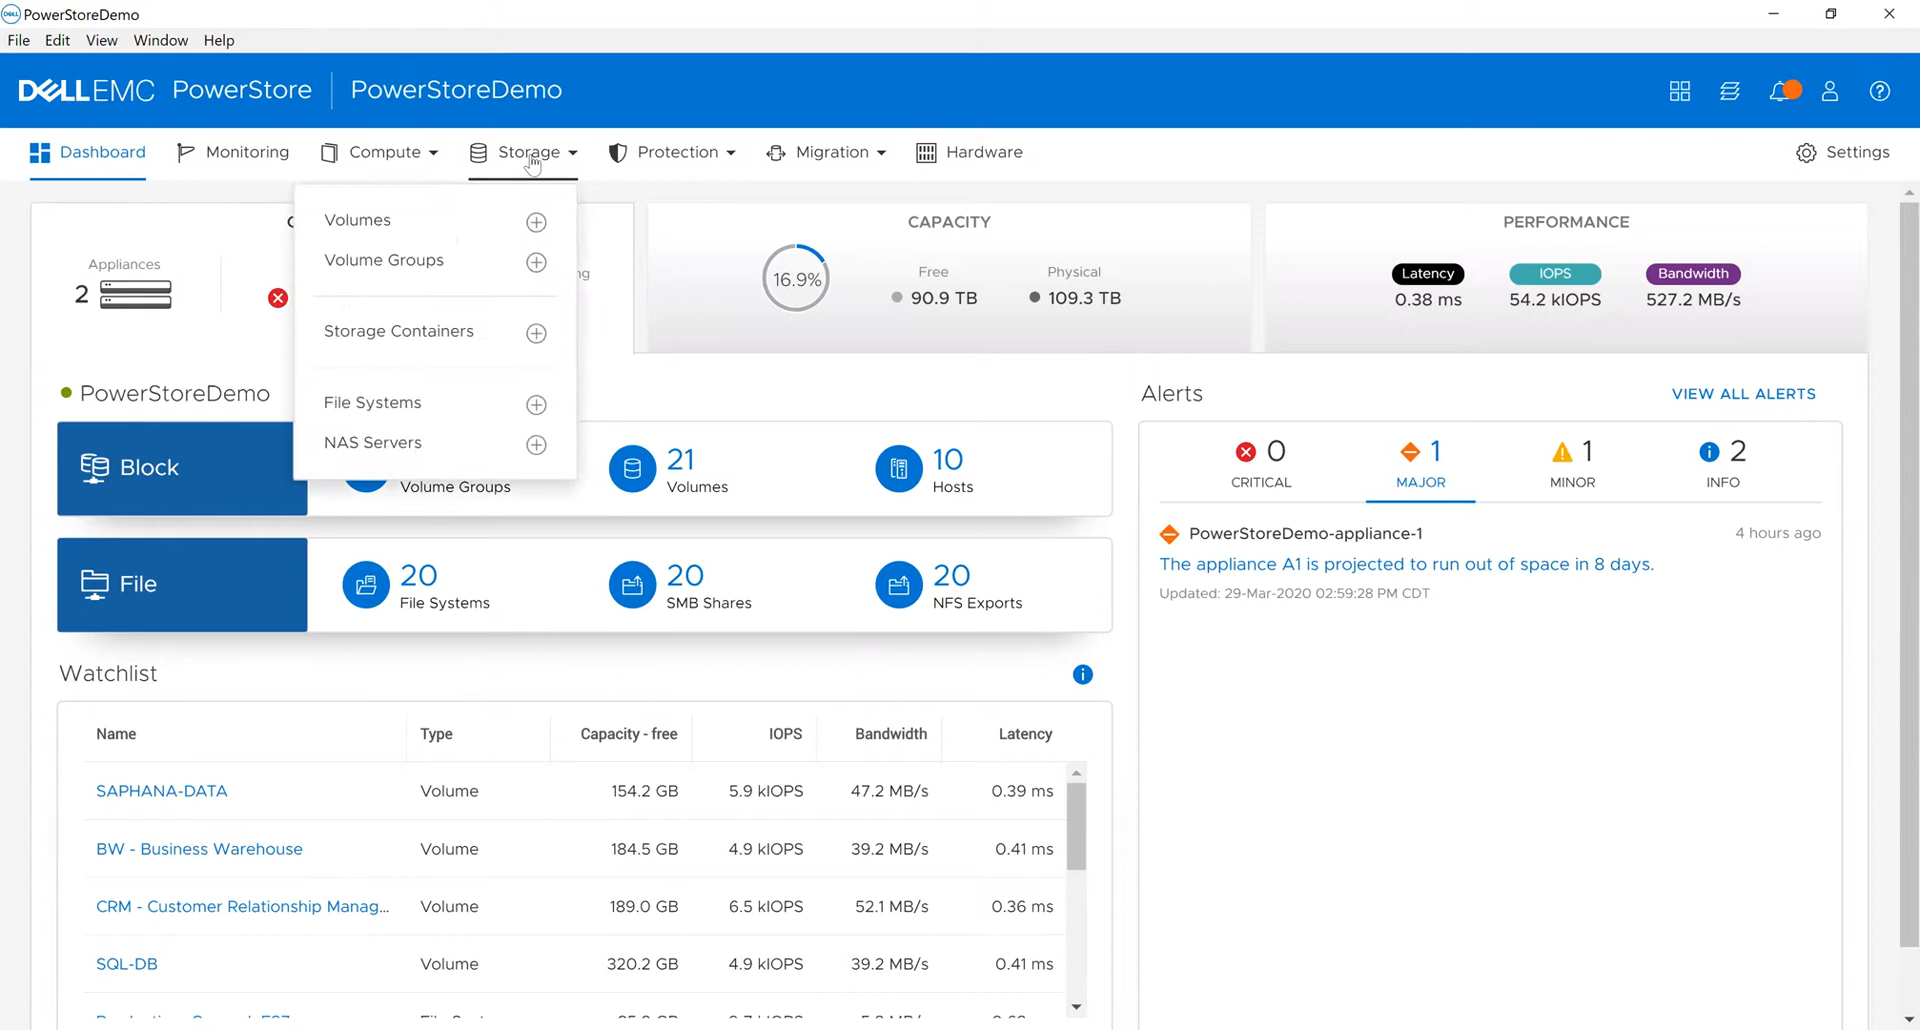 PowerStoreDemo
File Edit View Window Help
DELLEMC PowerStore PowerStoreDemo
Dashboard Monitoring Compute Storage Protection Migration Hardware Settings
Volumes
Volume Groups
Storage Containers
File Systems
NAS Servers
Appliances
2
CAPACITY
16.9%
Free
90.9 TB
Physical
109.3 TB
PERFORMANCE
Latency IOPS Bandwidth
0.38 ms 54.2 kIOPS 527.2 MB/s
PowerStoreDemo
Block
Volume Groups
21
Volumes
10
Hosts
File
20
File Systems
20
SMB Shares
20
NFS Exports
Alerts VIEW ALL ALERTS
0 1 1 2
CRITICAL MAJOR MINOR INFO
PowerStoreDemo-appliance-1 4 hours ago
The appliance A1 is projected to run out of space in 8 days.
Updated: 29-Mar-2020 02:59:28 PM CDT
Watchlist
Name Type Capacity - free IOPS Bandwidth Latency
SAPHANA-DATA Volume 154.2 GB 5.9 kIOPS 47.2 MB/s 0.39 ms
BW - Business Warehouse Volume 184.5 GB 4.9 kIOPS 39.2 MB/s 0.41 ms
CRM - Customer Relationship Manag... Volume 189.0 GB 6.5 kIOPS 52.1 MB/s 0.36 ms
SQL-DB Volume 320.2 GB 4.9 kIOPS 39.2 MB/s 0.41 ms